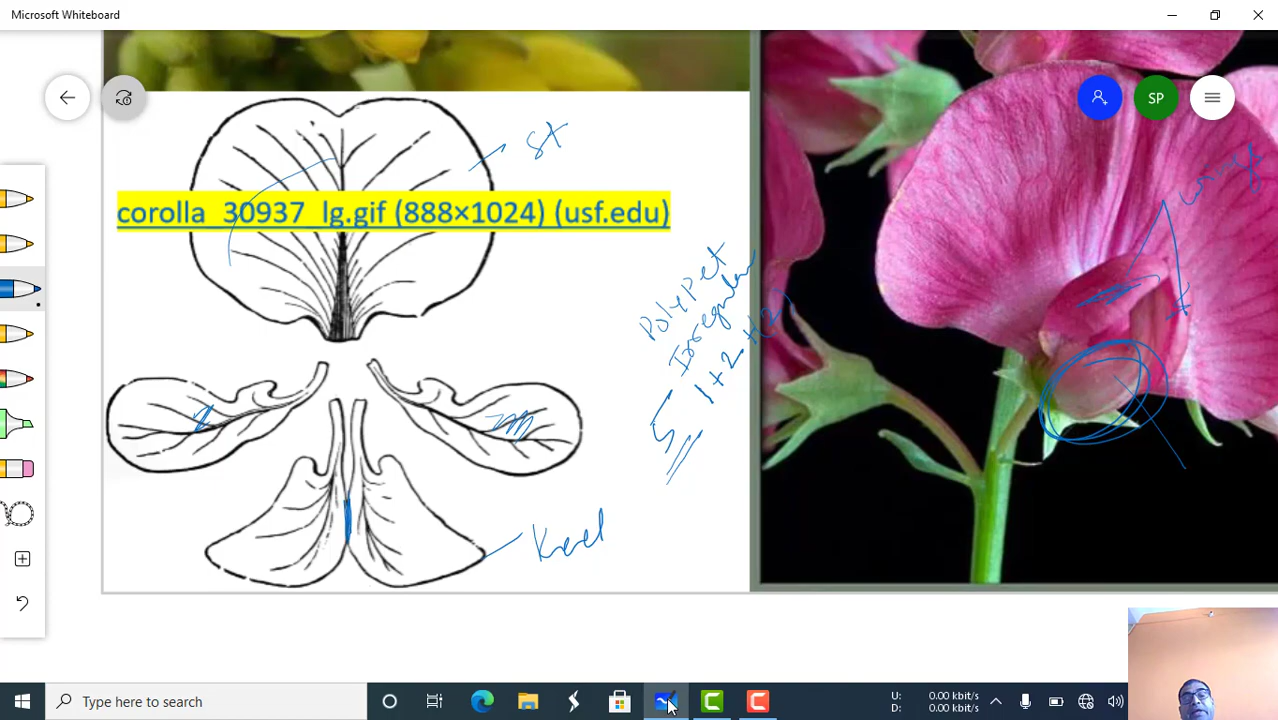 Microsoft Whiteboard
SP
St
corolla_30937_lg.gif (888×1024) (usf.edu)
wings
PolyPet
Irregular
1+2+(2)
5
Keel
Type here to search
U: 0.00 kbit/s
D: 0.00 kbit/s